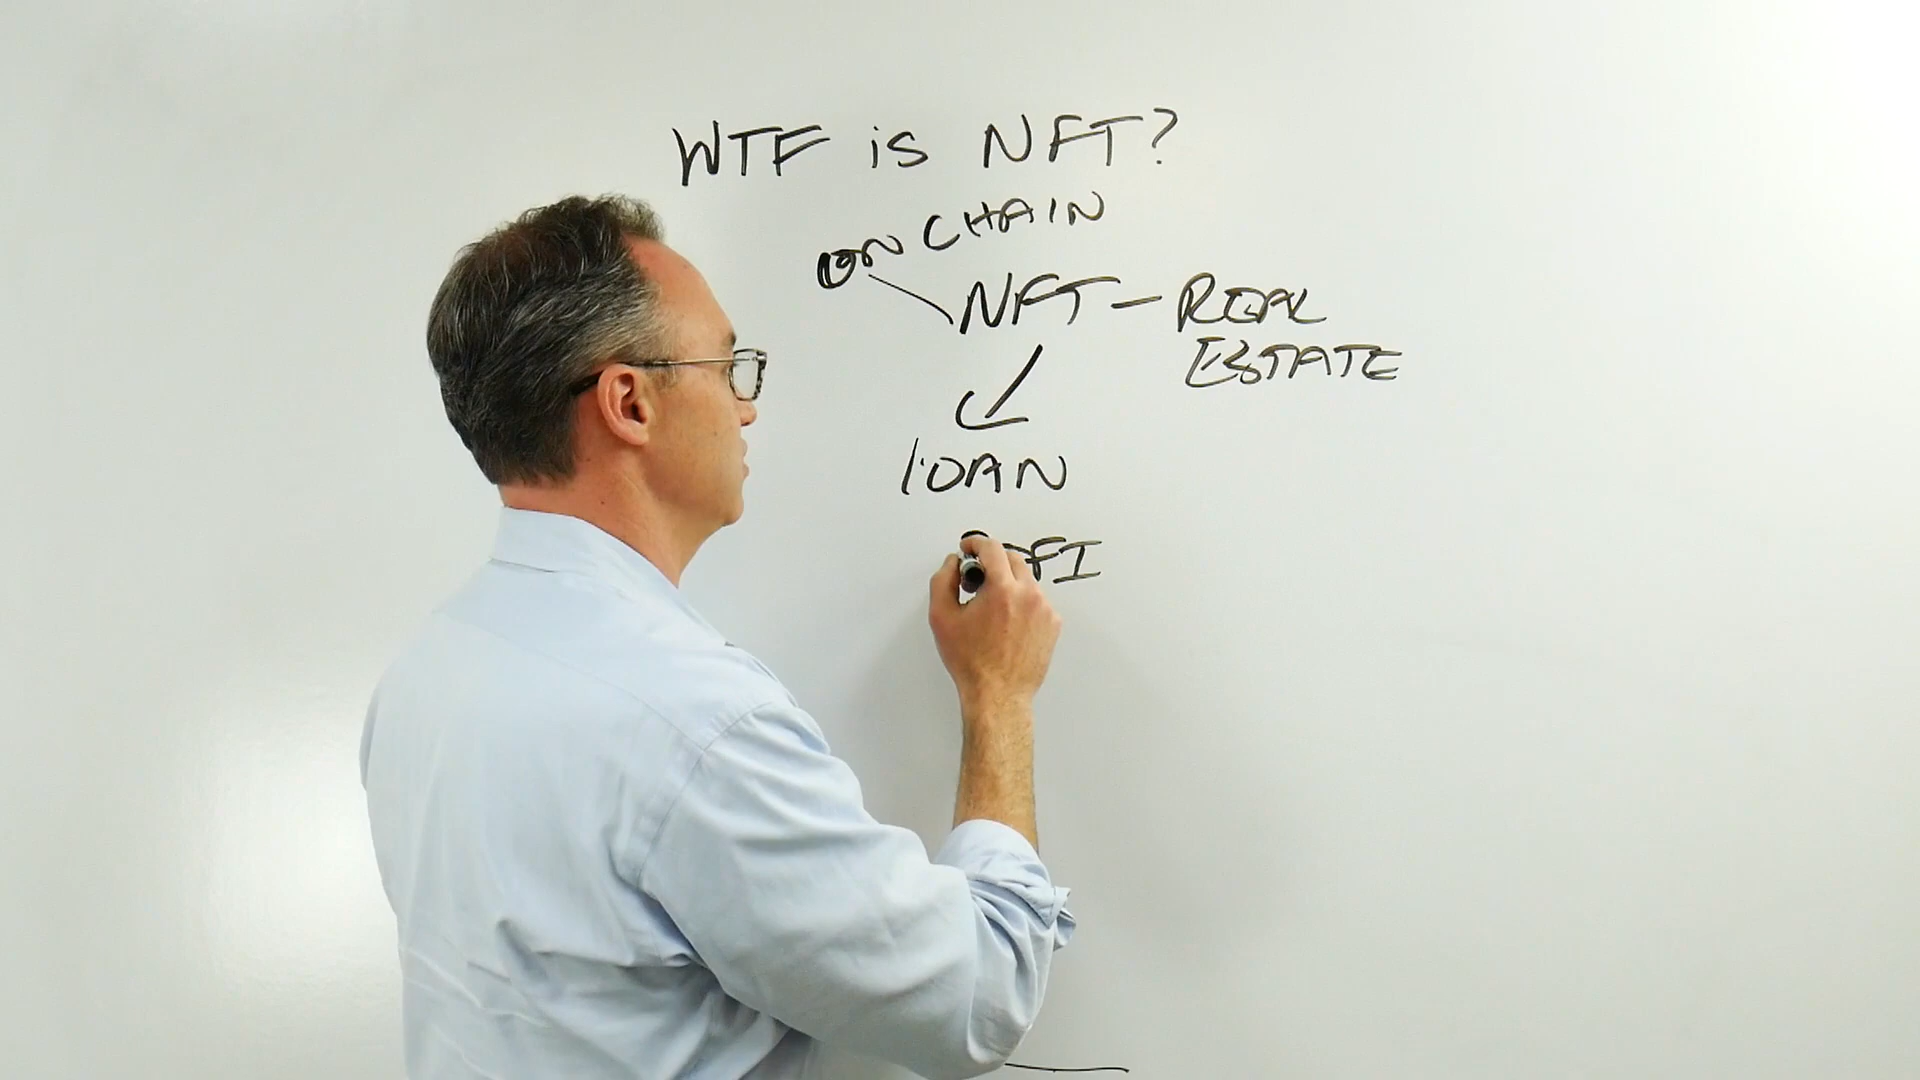 WTF is NFT?
ON CHAIN
NFT - REAL
ESTATE
LOAN